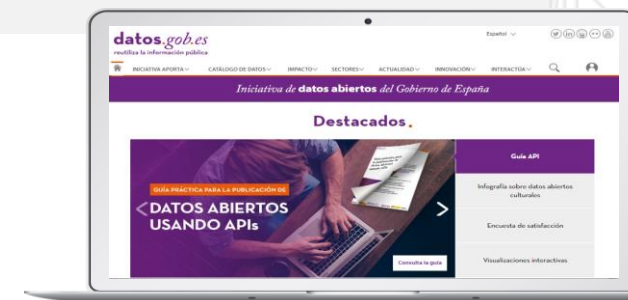 datos.gob.es
reutiliza la información pública
Español
INICIATIVA APORTA
CATÁLOGO DE DATOS
IMPACTO
SECTORES
ACTUALIDAD
INNOVACIÓN
INTERACTÚA
Iniciativa de datos abiertos del Gobierno de España
Destacados.
GUÍA PRÁCTICA PARA LA PUBLICACIÓN DE
DATOS ABIERTOS
USANDO APIs
Consulta la guía
Guía API
Infografía sobre datos abiertos
culturales
Encuesta de satisfacción
Visualizaciones interactivas